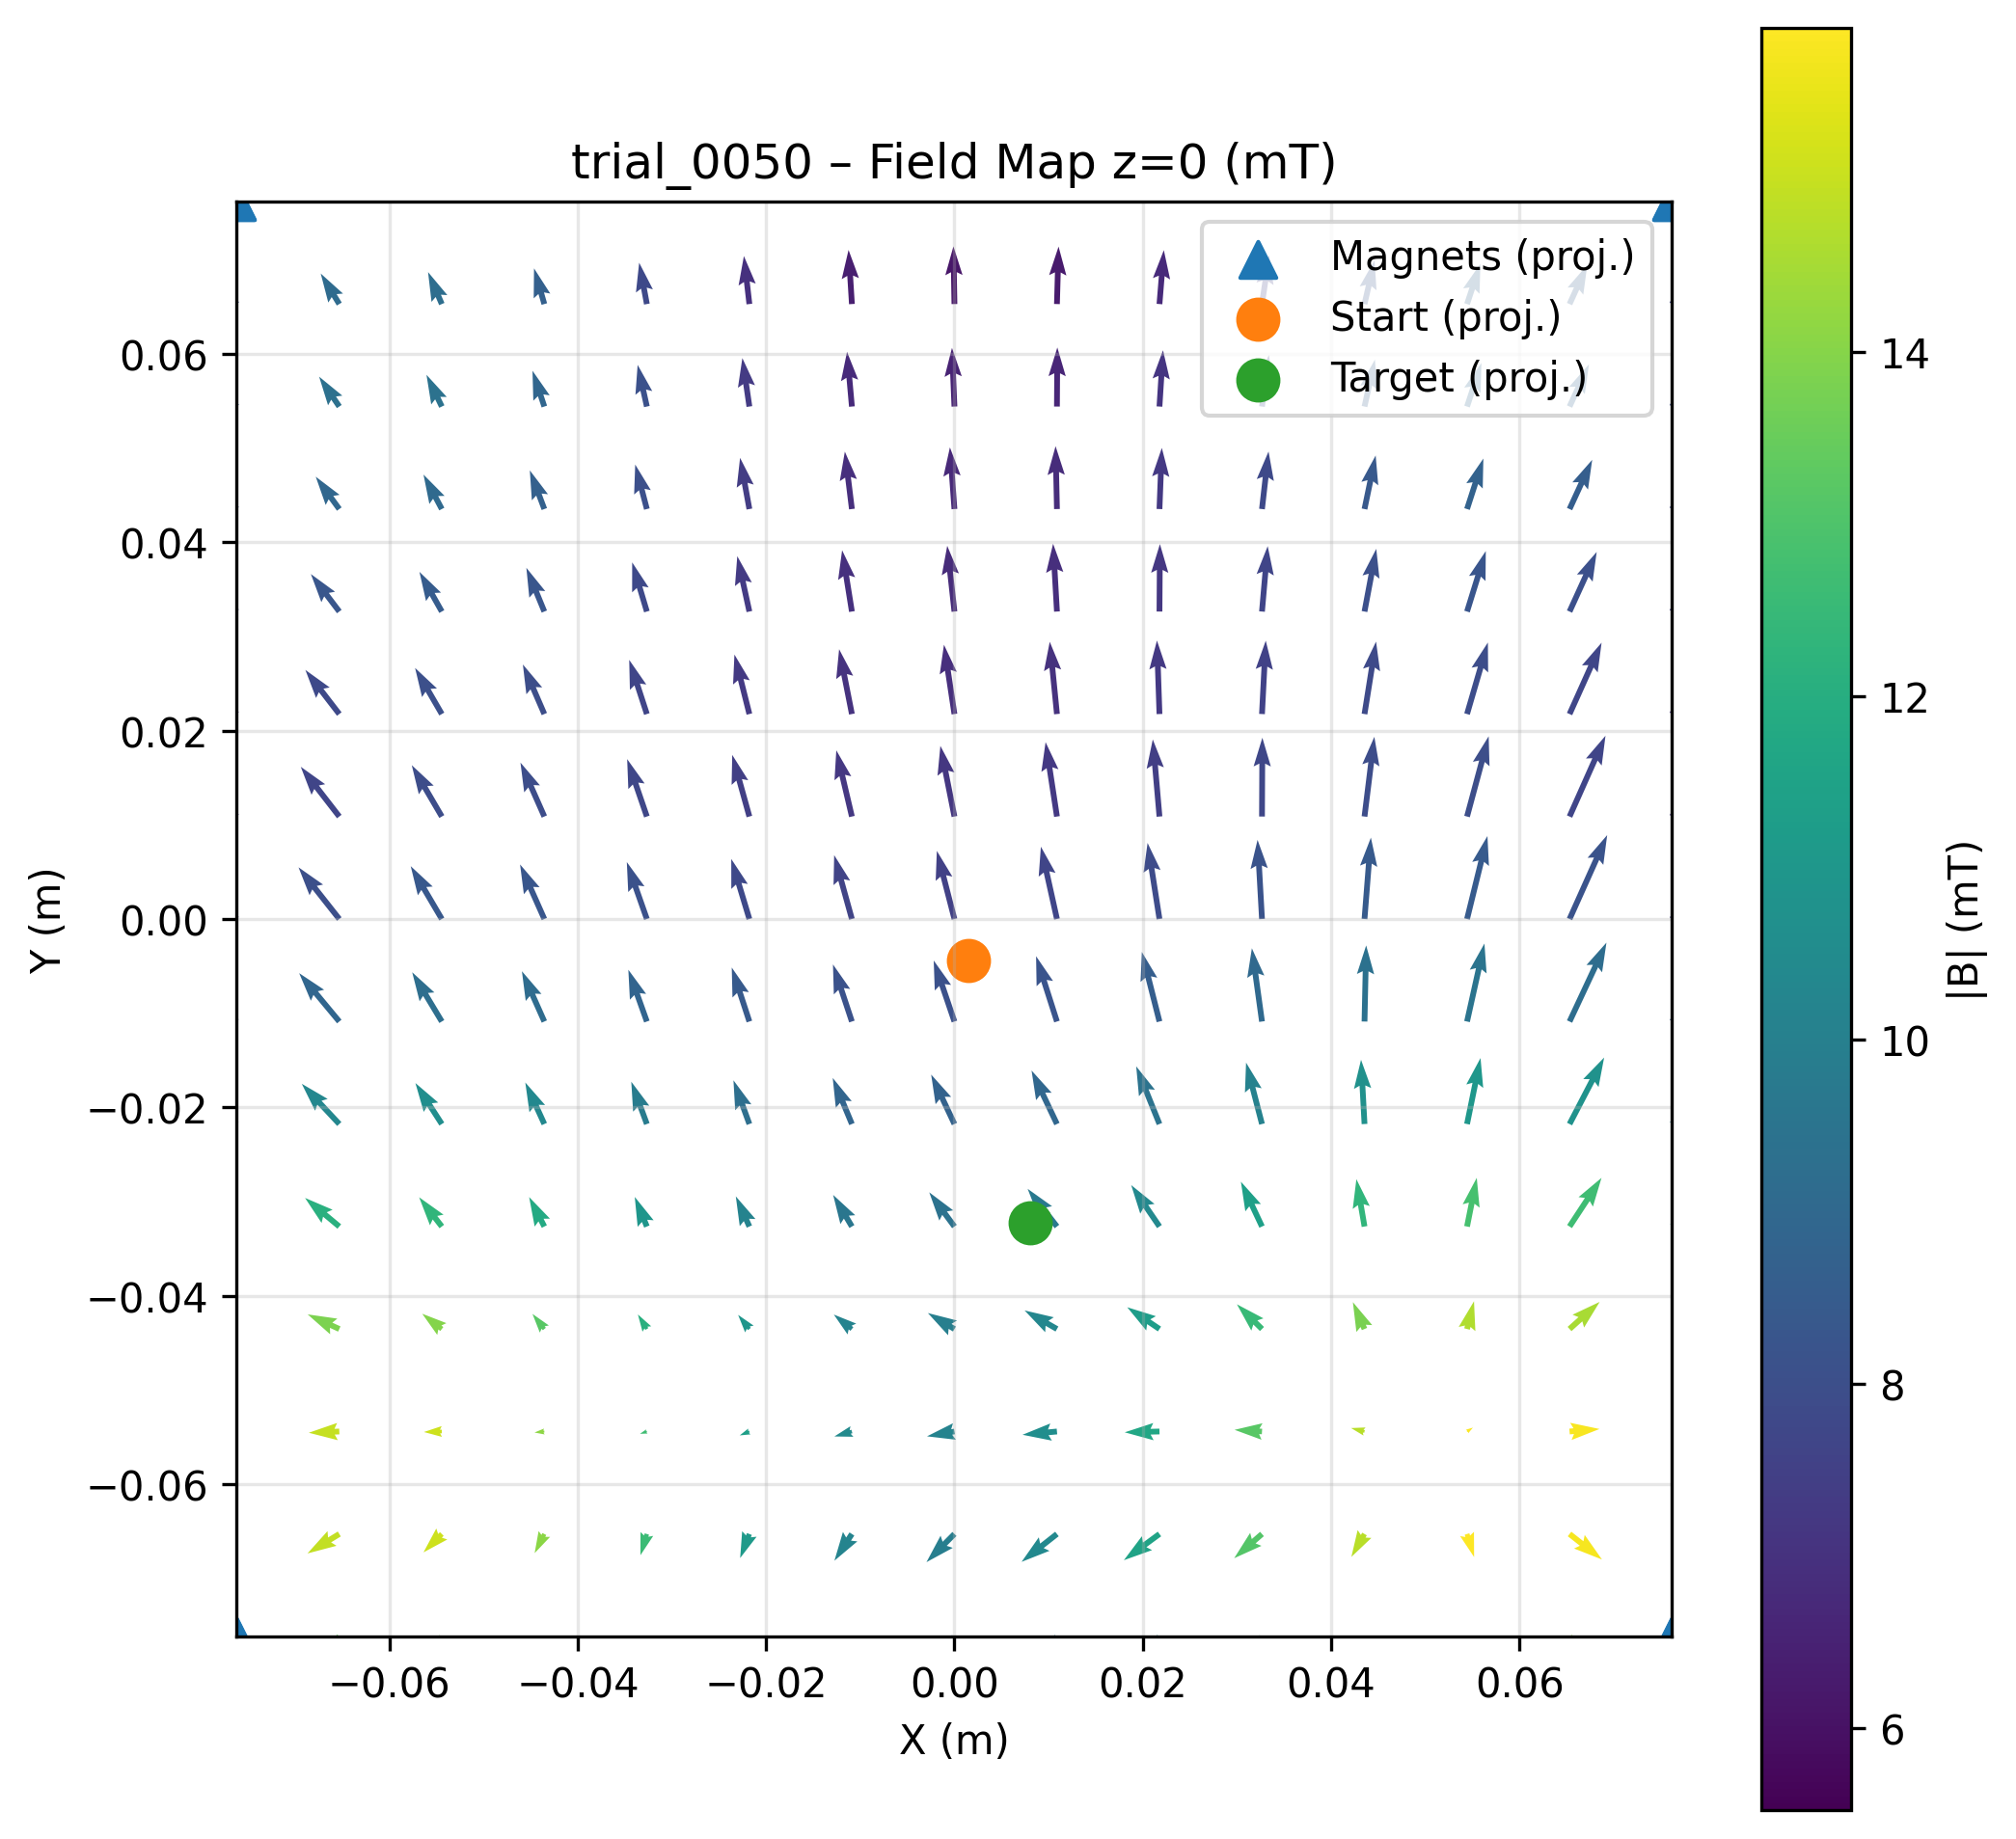 trial_0050 – Field Map z=0 (mT)
Magnets (proj.)
Start (proj.)
Target (proj.)
0.06
0.04
0.02
0.00
−0.02
−0.04
−0.06
Y (m)
−0.06
−0.04
−0.02
0.00
0.02
0.04
0.06
X (m)
14
12
10
8
6
|B| (mT)